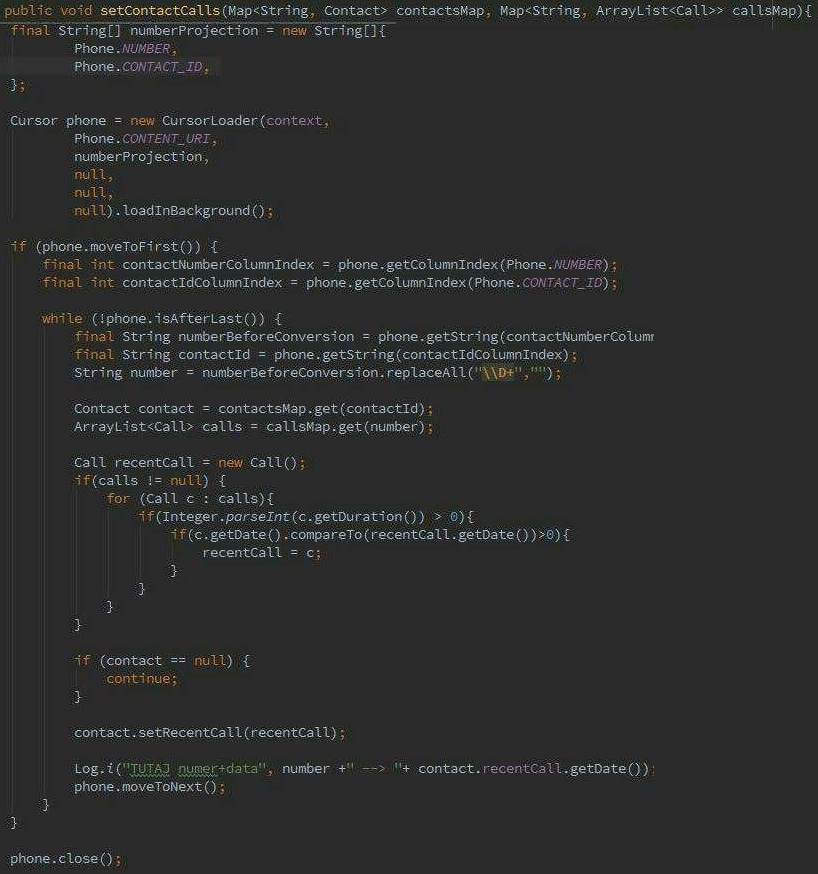 public void setContactCalls(Map<String, Contact> contactsMap, Map<String, ArrayList<Call>> callsMap){
final String[] numberProjection = new String[]{
Phone.NUMBER,
Phone.CONTACT_ID,
};
Cursor phone = new CursorLoader(context,
Phone.CONTENT_URI,
numberProjection,
null,
null,
null).loadInBackground();
if (phone.moveToFirst()) {
final int contactNumberColumnIndex = phone.getColumnIndex(Phone.NUMBER);
final int contactIdColumnIndex = phone.getColumnIndex(Phone.CONTACT_ID);
while (!phone.isAfterLast()) {
final String numberBeforeConversion = phone.getString(contactNumberColumn
final String contactId = phone.getString(contactIdColumnIndex);
String number = numberBeforeConversion.replaceAll("\\D+","");
Contact contact = contactsMap.get(contactId);
ArrayList<Call> calls = callsMap.get(number);
Call recentCall = new Call();
if(calls != null) {
for (Call c : calls){
if(Integer.parseInt(c.getDuration()) > 0){
if(c.getDate().compareTo(recentCall.getDate())>0){
recentCall = c;
}
}
}
}
if (contact == null) {
continue;
}
contact.setRecentCall(recentCall);
Log.i("TUTAJ numer+data", number +" --> "+ contact.recentCall.getDate());
phone.moveToNext();
}
}
phone.close();